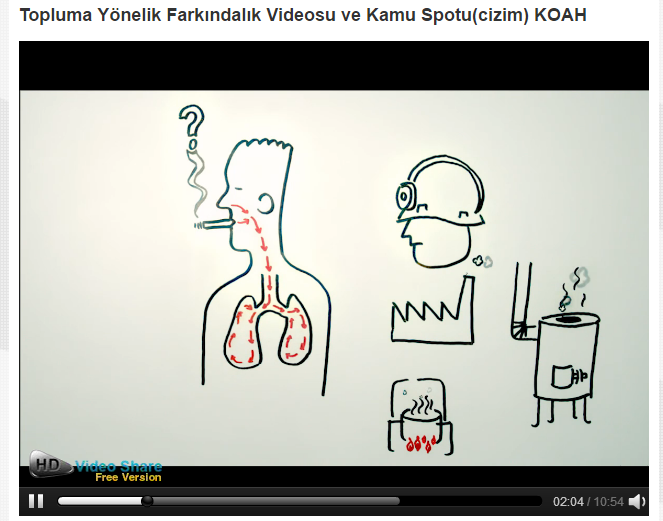 Topluma Yönelik Farkındalık Videosu ve Kamu Spotu(cizim) KOAH
?
HD Video Share
Free Version
02:04 / 10:54